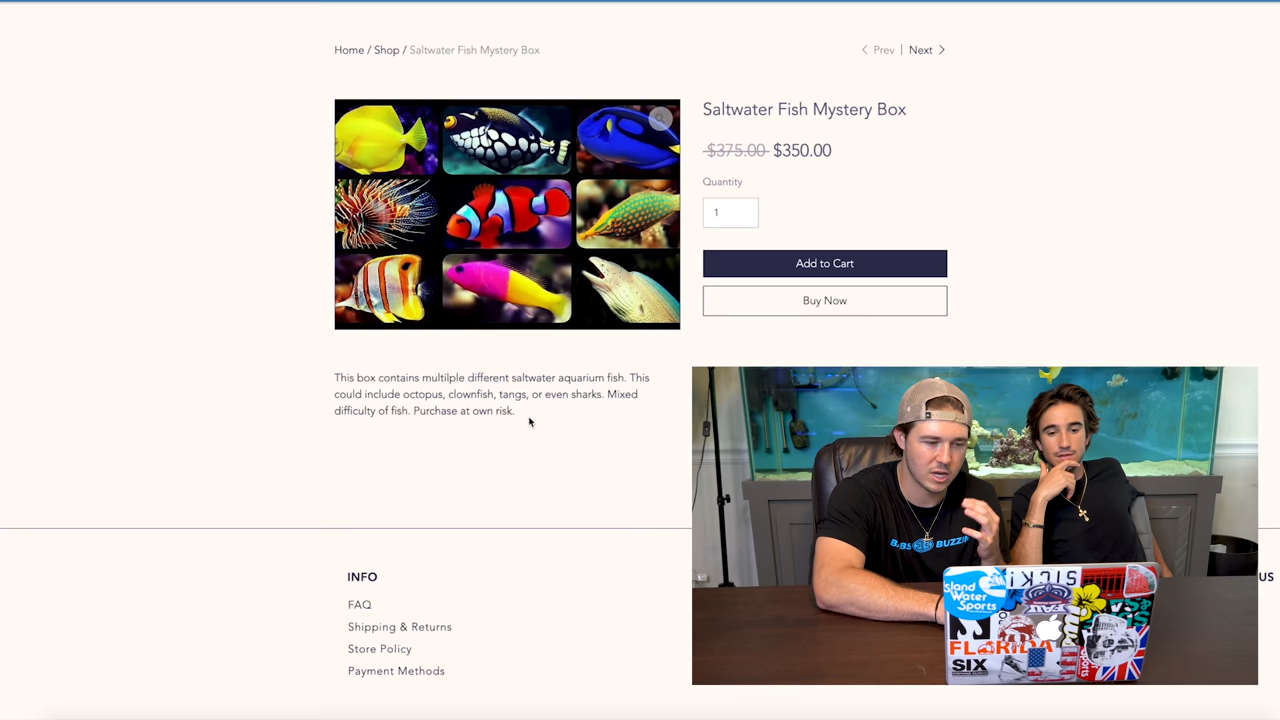 Home / Shop / Saltwater Fish Mystery Box
Prev | Next
Saltwater Fish Mystery Box
$375.00 $350.00
Quantity
1
Add to Cart
Buy Now
This box contains multilple different saltwater aquarium fish. This
could include octopus, clownfish, tangs, or even sharks. Mixed
difficulty of fish. Purchase at own risk.
INFO
FAQ
Shipping & Returns
Store Policy
Payment Methods
US
BUZZIN
Island
Water
Sports
SICK!
FLORIDA
SIX